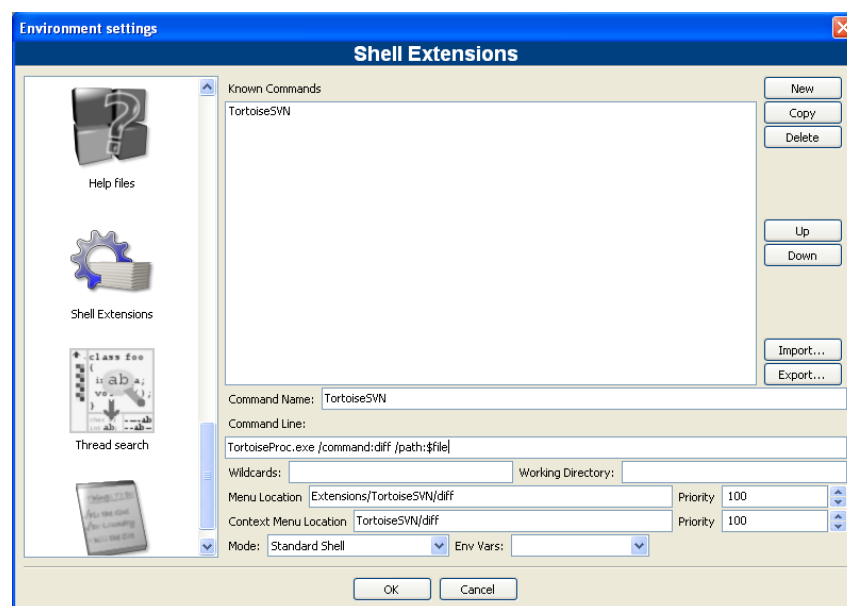 Environment settings
Shell Extensions
Help files
Shell Extensions
class foo
{
ab
}
ab
ab
Thread search
Known Commands
TortoiseSVN
New
Copy
Delete
Up
Down
Import...
Export...
Command Name: TortoiseSVN
Command Line:
TortoiseProc.exe /command:diff /path:$file
Wildcards: Working Directory:
Menu Location Extensions/TortoiseSVN/diff Priority 100
Context Menu Location TortoiseSVN/diff Priority 100
Mode: Standard Shell Env Vars:
OK Cancel